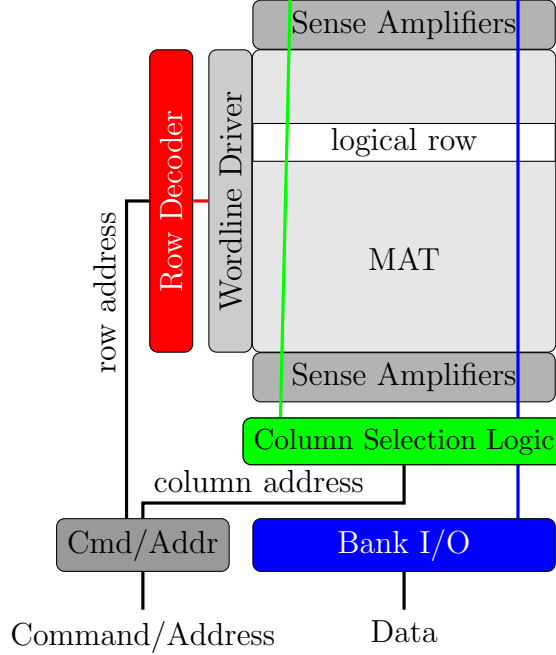 Sense Amplifiers
Row Decoder
Wordline Driver
logical row
row address
MAT
Sense Amplifiers
Column Selection Logic
column address
Cmd/Addr
Bank I/O
Command/Address
Data